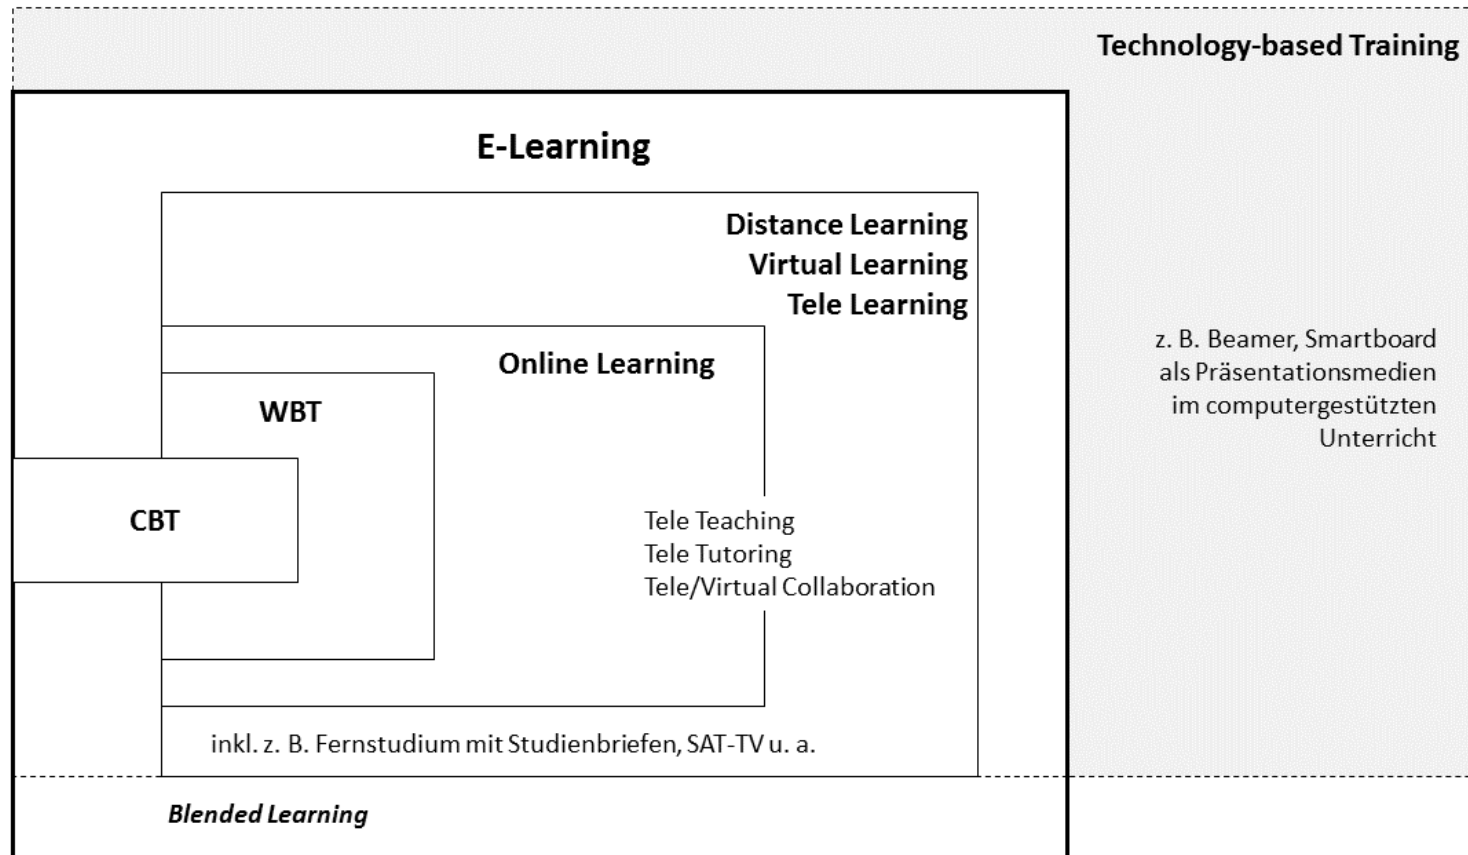 Technology-based Training
E-Learning
Distance Learning
Virtual Learning
Tele Learning
z. B. Beamer, Smartboard
als Präsentationsmedien
im computergestützten
Unterricht
Online Learning
WBT
CBT
Tele Teaching
Tele Tutoring
Tele/Virtual Collaboration
inkl. z. B. Fernstudium mit Studienbriefen, SAT-TV u. a.
Blended Learning